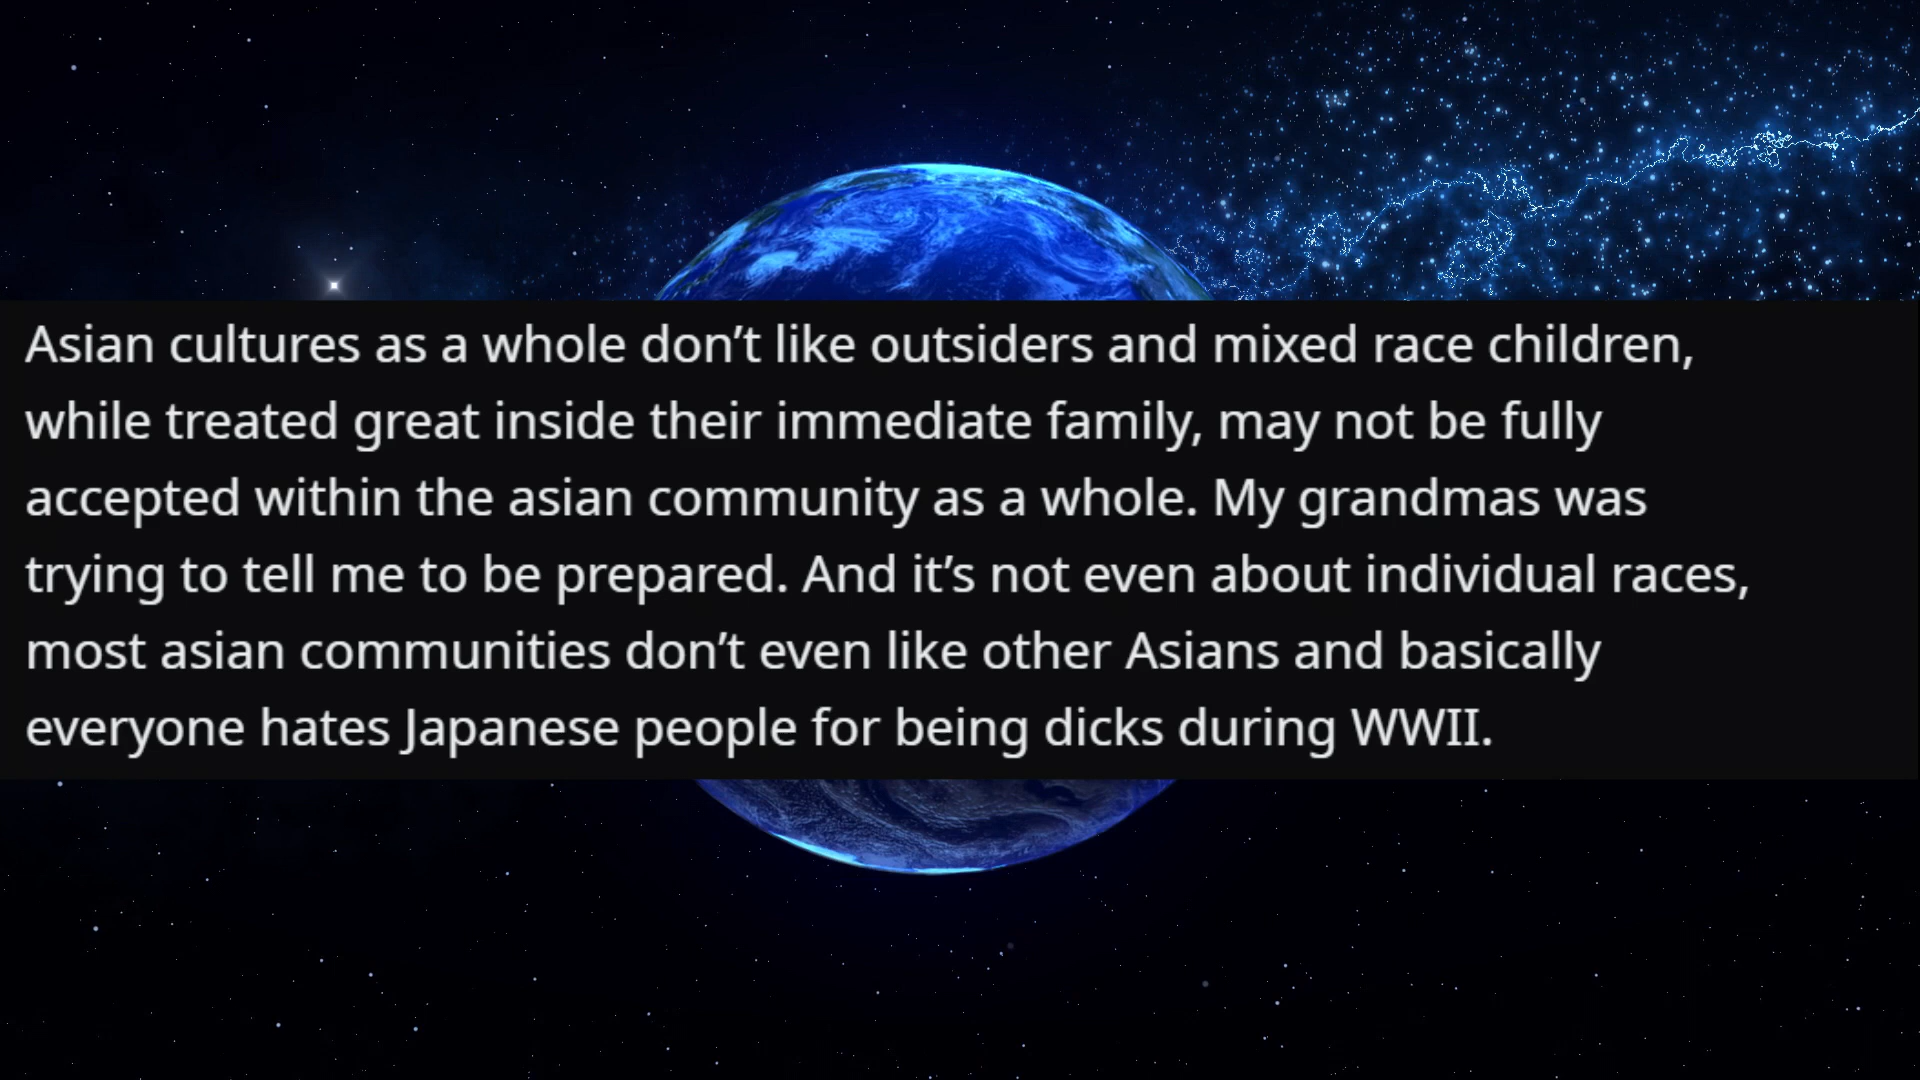 Asian cultures as a whole don’t like outsiders and mixed race children,
while treated great inside their immediate family, may not be fully
accepted within the asian community as a whole. My grandmas was
trying to tell me to be prepared. And it’s not even about individual races,
most asian communities don’t even like other Asians and basically
everyone hates Japanese people for being dicks during WWII.